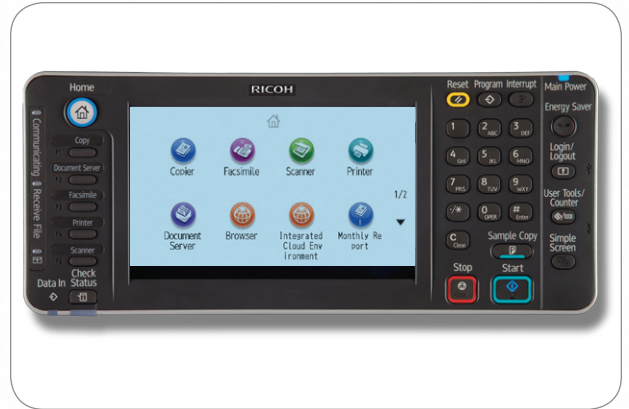 Home
RICOH
Reset Program Interrupt
Main Power
Energy Saver
Communicating
Receive File
Copy
Document Server
Facsimile
Printer
Scanner
Check
Data In Status
Copier
Facsimile
Scanner
Printer
1/2
Document
Server
Browser
Integrated
Cloud Env
ironment
Monthly Re
port
1
2 ABC
3 DEF
4 GHI
5 JKL
6 MNO
7 PRS
8 TUV
9 WXY
·/*
0 OPER
# Enter
C Clear
Sample Copy
Stop
Start
Login/
Logout
User Tools/
Counter
Simple
Screen